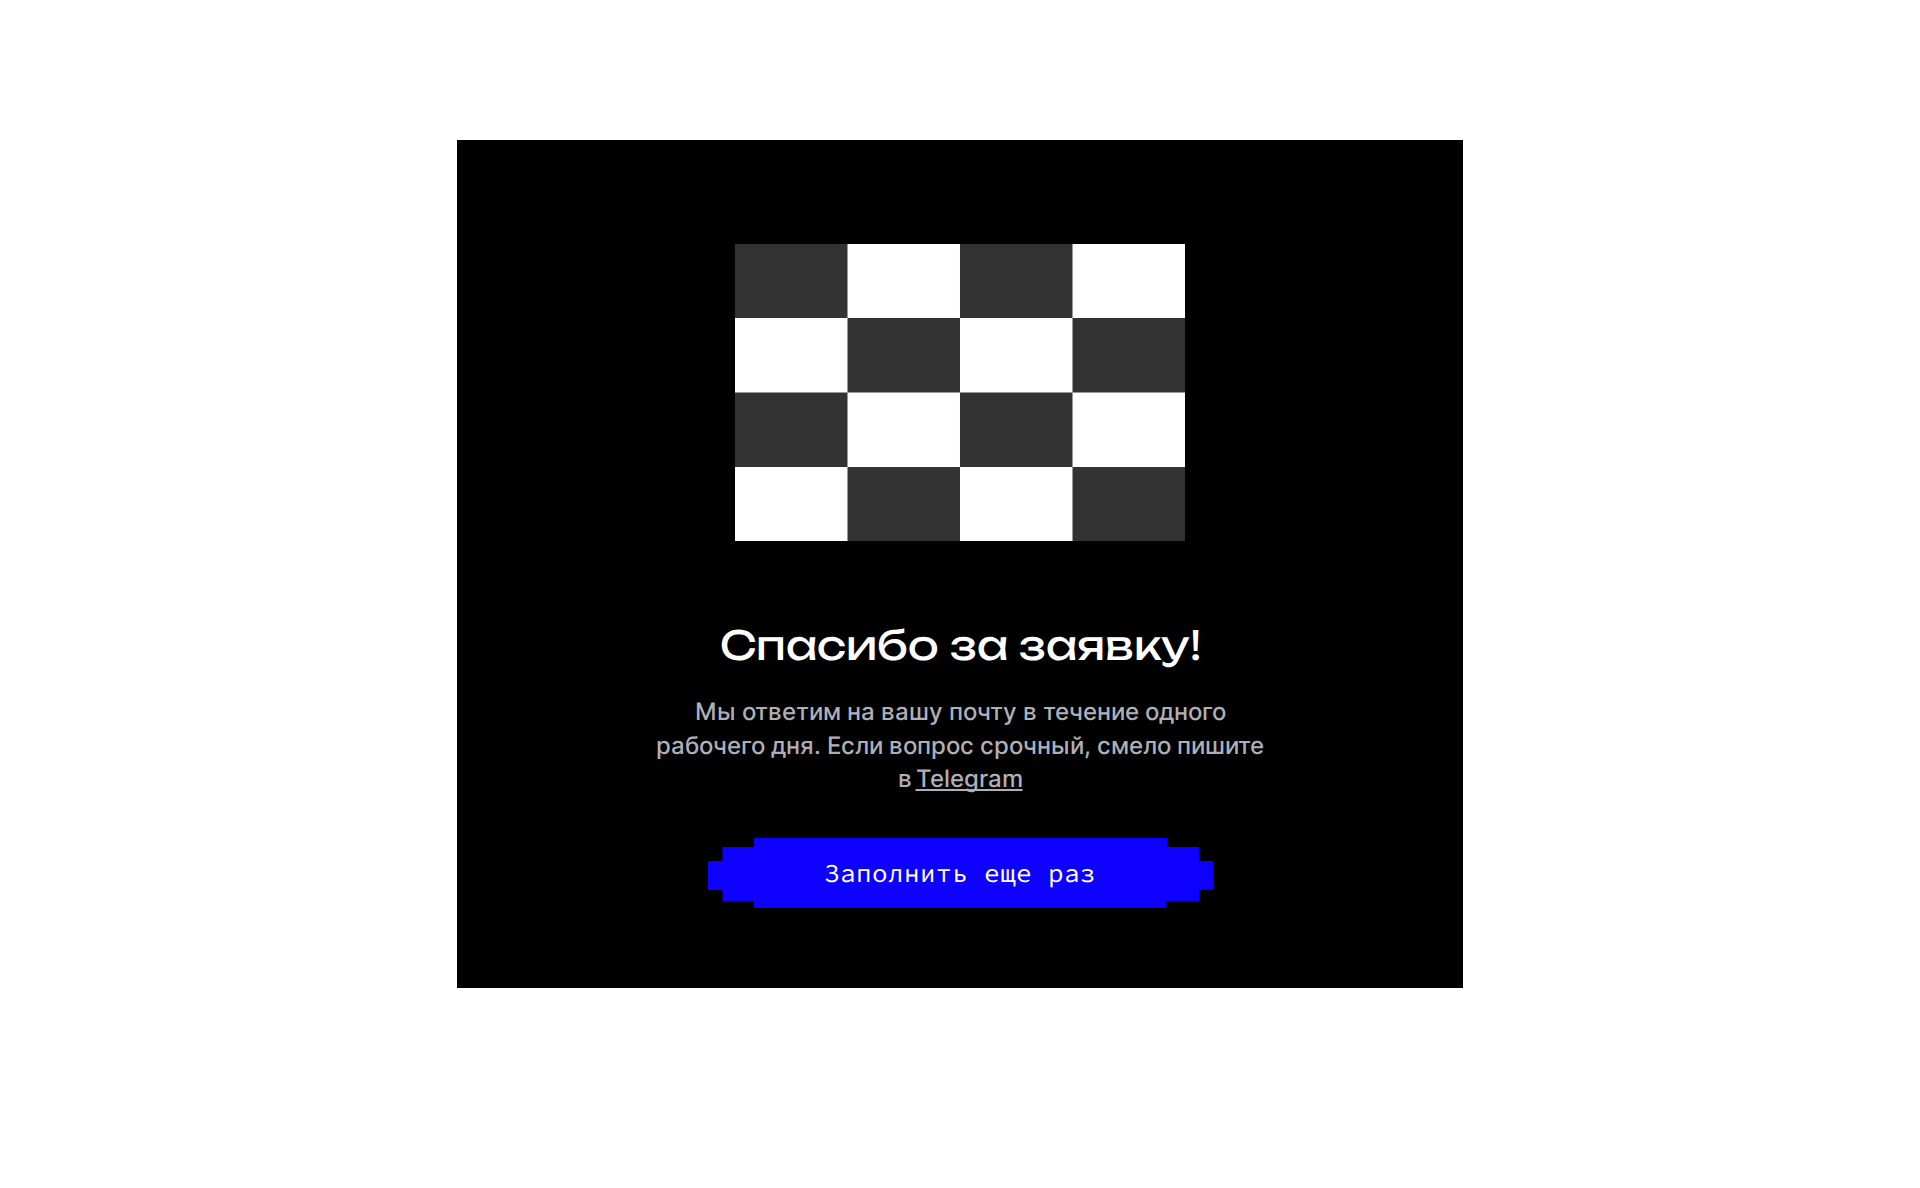 Спасибо за заявку!
Мы ответим на вашу почту в течение одного
рабочего дня. Если вопрос срочный, смело пишите
в Telegram
Заполнить еще раз